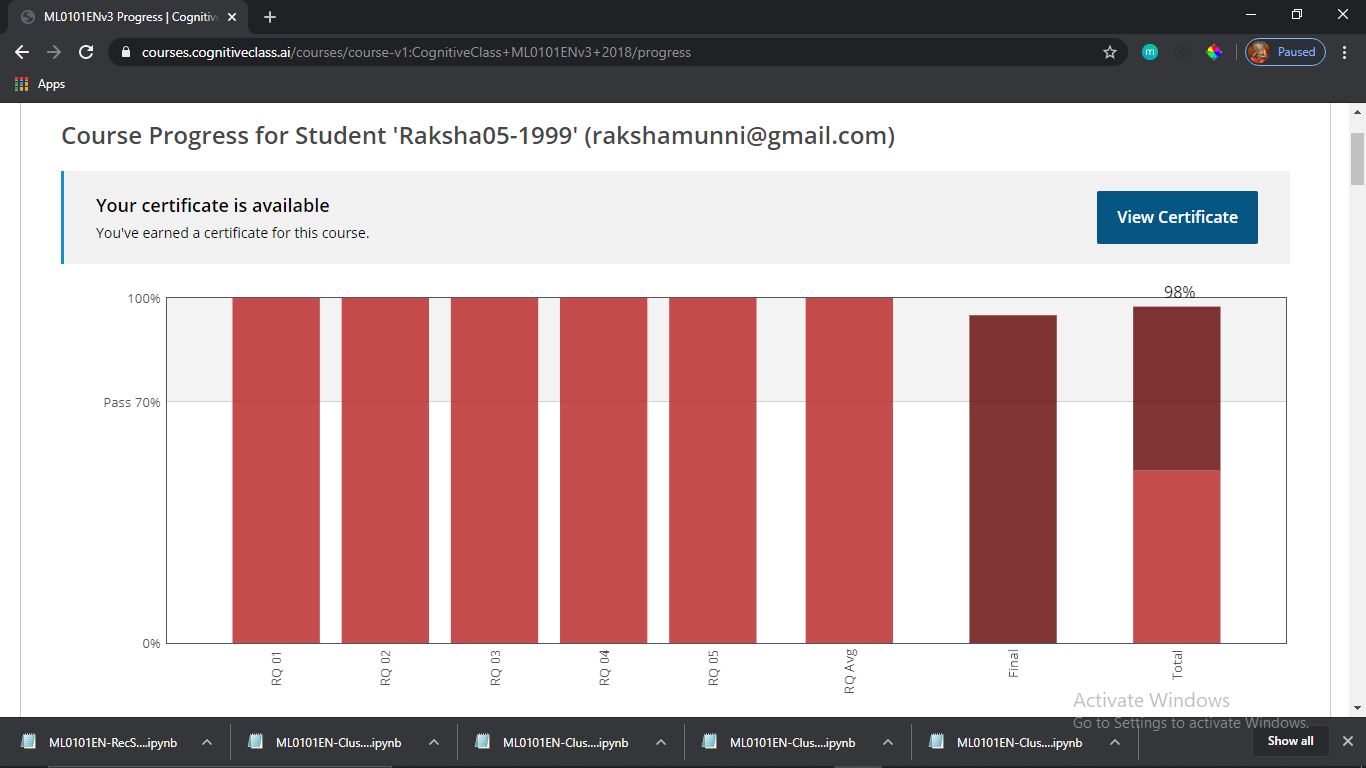 ML0101ENv3 Progress | Cognitiv
courses.cognitiveclass.ai/courses/course-v1:CognitiveClass+ML0101ENv3+2018/progress
m
Paused
Apps
Course Progress for Student 'Raksha05-1999' (rakshamunni@gmail.com)
Your certificate is available
You've earned a certificate for this course.
View Certificate
98%
100%
Pass 70%
0%
RQ 01
RQ 02
RQ 03
RQ 04
RQ 05
RQ Avg
Final
Total
Activate Windows
Go to Settings to activate Windows.
ML0101EN-RecS....ipynb
ML0101EN-Clus....ipynb
ML0101EN-Clus....ipynb
ML0101EN-Clus....ipynb
ML0101EN-Clus....ipynb
Show all